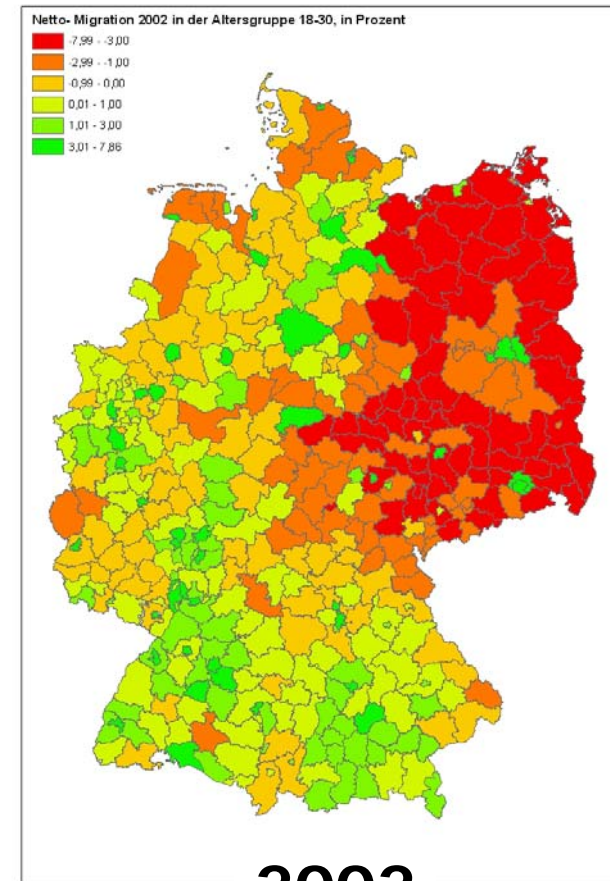 Netto- Migration 2002 in der Altersgruppe 18-30, in Prozent
-7,99 - -3,00
-2,99 - -1,00
-0,99 - 0,00
0,01 - 1,00
1,01 - 3,00
3,01 - 7,86